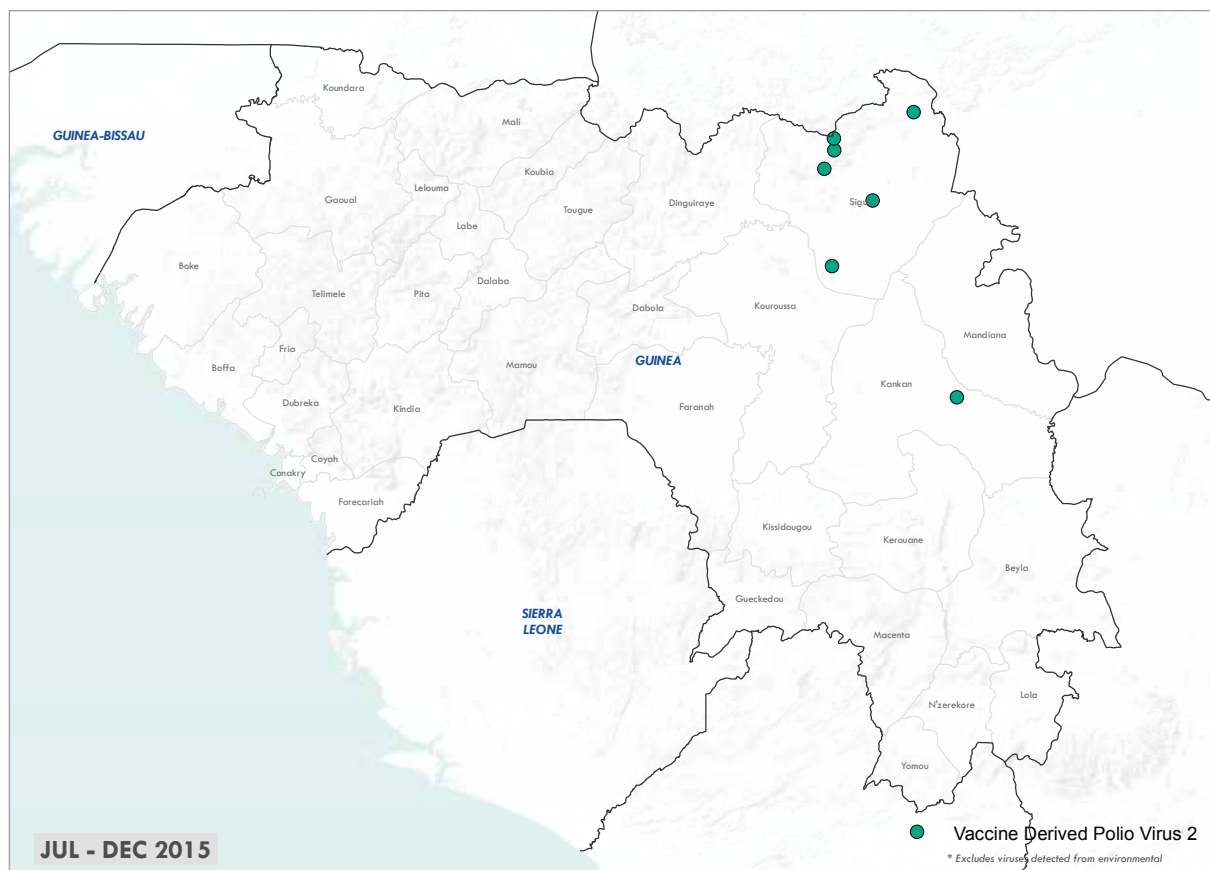 Koundara
Mali
GUINEA-BISSAU
Koubia
Lelouma
Gaoual
Tougue
Dinguiraye
Labe
Boke
Dalaba
Telimele
Pita
Dabola
Kouroussa
Mandiana
Fria
GUINEA
Boffa
Mamou
Kankan
Dubreka
Kindia
Faranah
Coyah
Conakry
Forecariah
Kissidougou
Kerouane
Beyla
Gueckedou
SIERRA
LEONE
Macenta
Lola
N'zerekore
Yomou
Vaccine Derived Polio Virus 2
JUL - DEC 2015
* Excludes viruses detected from environmental